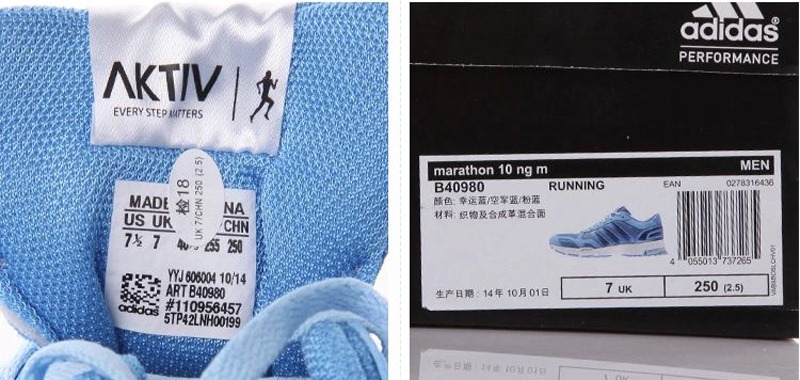 AKTIV
EVERY STEP MATTERS
检18
UK 7/CHN 250 (2.5)
MADE NA
US UK CHN
7½ 7 40 255 250
YYJ 606004 10/14
ART B40980
#110956457
5TP42LNH00199
adidas
adidas
PERFORMANCE
marathon 10 ng m MEN
B40980 RUNNING EAN 0278316436
颜色: 幸运蓝/空军蓝/粉蓝
材料: 织物及合成革混合面
4 055013 737265
生产日期: 14年 10月 01日
7 UK 250 (2.5)